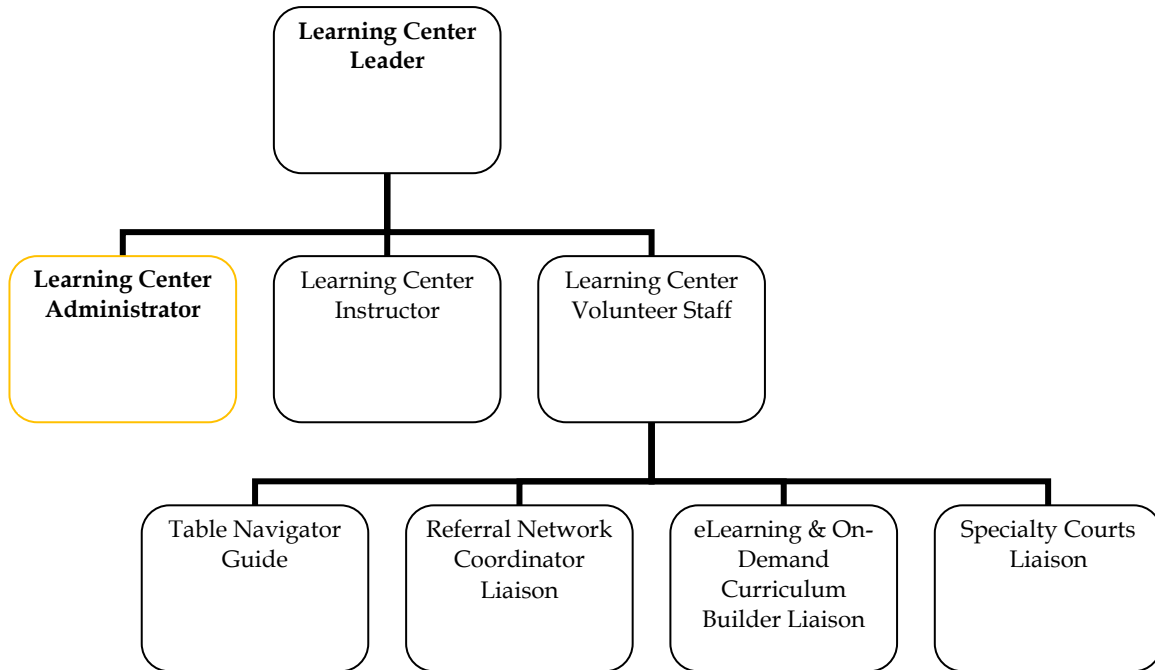 Learning Center
Leader
Learning Center
Administrator
Learning Center
Instructor
Learning Center
Volunteer Staff
Table Navigator
Guide
Referral Network
Coordinator
Liaison
eLearning & On-
Demand
Curriculum
Builder Liaison
Specialty Courts
Liaison